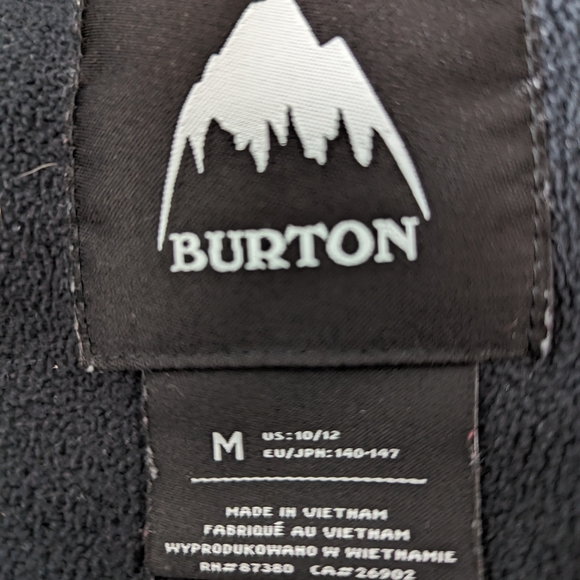 BURTON
M US:10/12
EU/JPN:140-147
MADE IN VIETNAM
FABRIQUÉ AU VIETNAM
WYPRODUKOWANO W WIETNAMIE
RN#87380 CA#26902